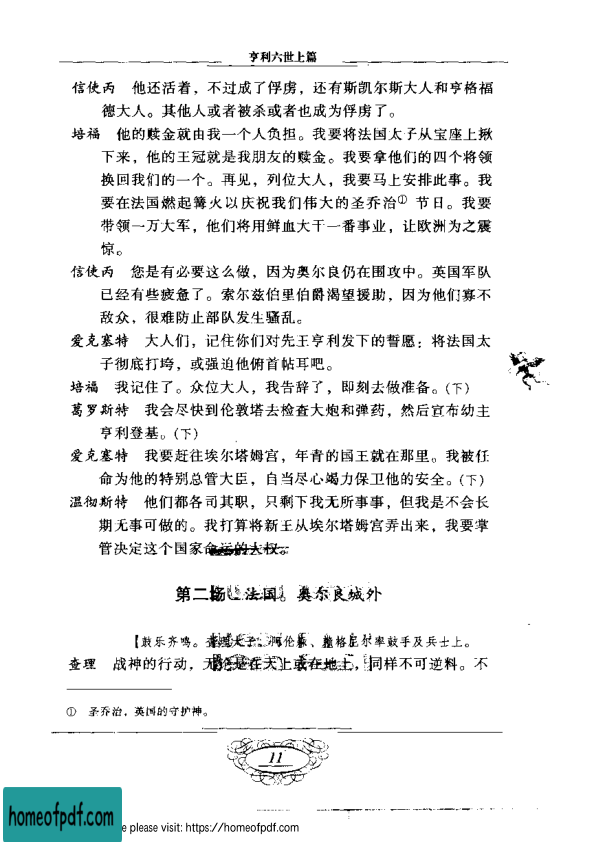 亨利六世上篇
信使丙 他还活着，不过成了俘虏，还有斯凯尔斯大人和亨格福
德大人。其他人或者被杀或者也成为俘虏了。
培福 他的赎金就由我一个人负担。我要将法国太子从宝座上揪
下来，他的王冠就是我朋友的赎金。我要拿他们的四个将领
换回我们的一个。再见，列位大人，我要马上安排此事。我
要在法国燃起篝火以庆祝我们伟大的圣乔治① 节日。我要
带领一万大军，他们将用鲜血大干一番事业，让欧洲为之震
惊。
信使丙 您是有必要这么做，因为奥尔良仍在围攻中。英国军队
已经有些疲惫了。索尔兹伯里伯爵渴望援助，因为他们寡不
敌众，很难防止部队发生骚乱。
爱克塞特 大人们，记住你们对先王亨利发下的誓愿：将法国太
子彻底打垮，或强迫他俯首帖耳吧。
培福 我记住了。众位大人，我告辞了，即刻去做准备。(下)
葛罗斯特 我会尽快到伦敦塔去检查大炮和弹药，然后宣布幼主
亨利登基。(下)
爱克塞特 我要赶往埃尔塔姆宫，年青的国王就在那里。我被任
命为他的特别总管大臣，自当尽心竭力保卫他的安全。(下)
温彻斯特 他们都各司其职，只剩下我无所事事，但我是不会长
期无事可做的。我打算将新王从埃尔塔姆宫弄出来，我要掌
管决定这个国家命运的大权。
第二场 法国。奥尔良城外
【鼓乐齐鸣。查理太子、阿伦森、瑞格尼尔率鼓手及兵士上。
查理 战神的行动，无论是在天上或在地上，同样不可逆料。不
① 圣乔治，英国的守护神。
11
homeofpdf.com
e please visit: https://homeofpdf.com